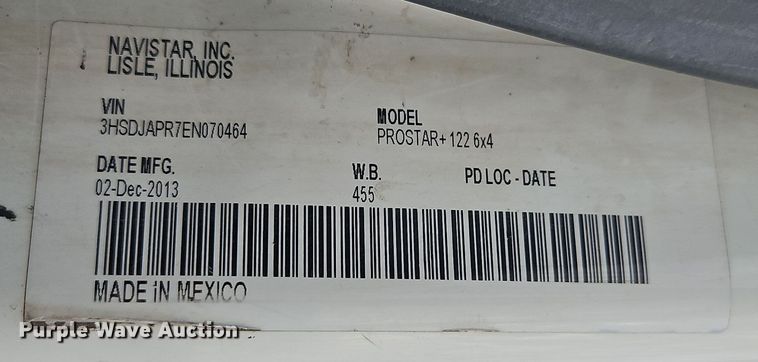 NAVISTAR, INC.
LISLE, ILLINOIS
VIN
3HSDJAPR7EN070464
MODEL
PROSTAR+ 122 6x4
DATE MFG.
02-Dec-2013
W.B.
455
PD LOC - DATE
MADE IN MEXICO
Purple Wave Auction